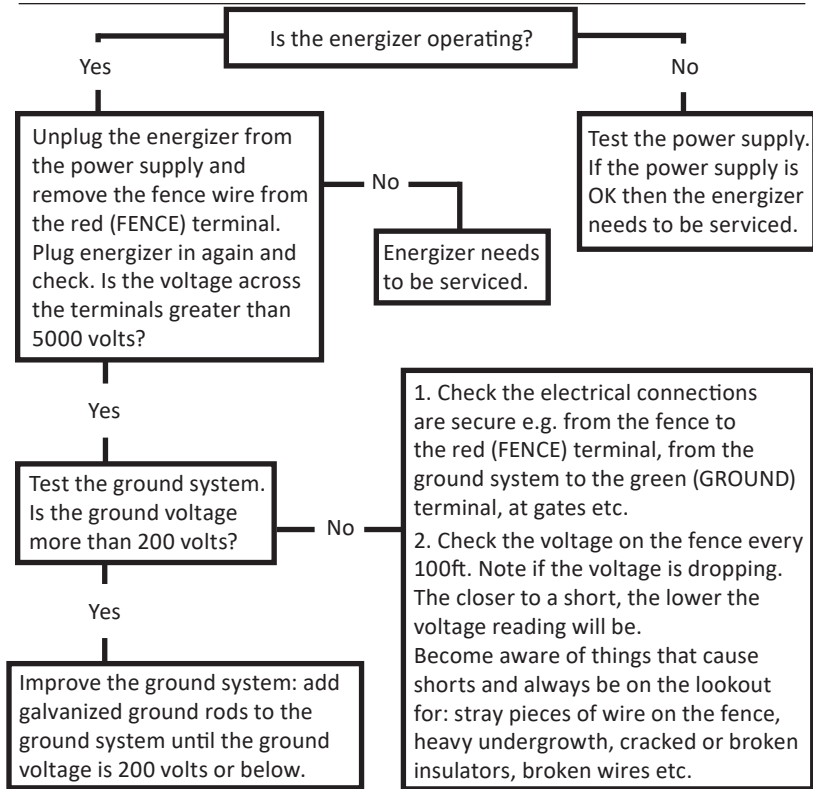 Is the energizer operating?
Yes
No
Unplug the energizer from
the power supply and
remove the fence wire from
the red (FENCE) terminal.
Plug energizer in again and
check. Is the voltage across
the terminals greater than
5000 volts?
No
Energizer needs
to be serviced.
Test the power supply.
If the power supply is
OK then the energizer
needs to be serviced.
Yes
Test the ground system.
Is the ground voltage
more than 200 volts?
No
1. Check the electrical connections
are secure e.g. from the fence to
the red (FENCE) terminal, from the
ground system to the green (GROUND)
terminal, at gates etc.
2. Check the voltage on the fence every
100ft. Note if the voltage is dropping.
The closer to a short, the lower the
voltage reading will be.
Become aware of things that cause
shorts and always be on the lookout
for: stray pieces of wire on the fence,
heavy undergrowth, cracked or broken
insulators, broken wires etc.
Yes
Improve the ground system: add
galvanized ground rods to the
ground system until the ground
voltage is 200 volts or below.